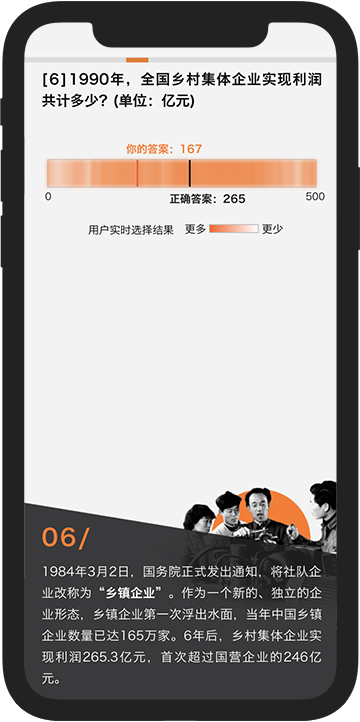 [6]1990年，全国乡村集体企业实现利润
共计多少？(单位：亿元)
你的答案：167
0
正确答案：265
500
用户实时选择结果 更多 更少
06/
1984年3月2日，国务院正式发出通知，将社队企
业改称为“乡镇企业”。作为一个新的、独立的企
业形态，乡镇企业第一次浮出水面，当年中国乡镇
企业数量已达165万家。6年后，乡村集体企业实
现利润265.3亿元，首次超过国营企业的246亿
元。